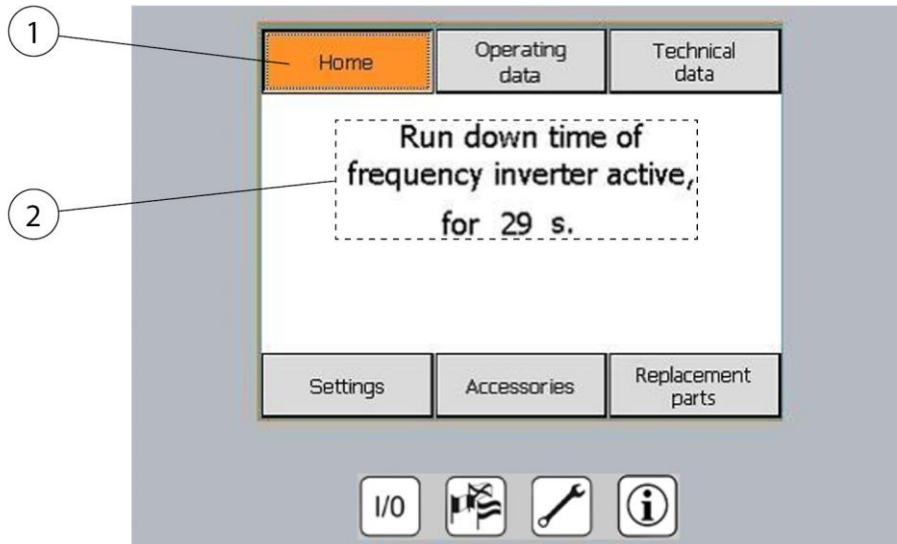 1
Home
Operating
data
Technical
data
Run down time of
frequency inverter active,
for 29 s.
2
Settings
Accessories
Replacement
parts
I/0
i